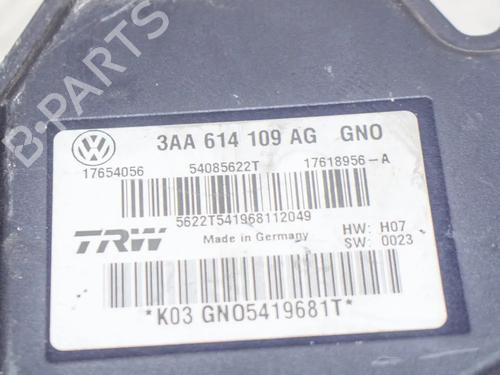 B-PARTS
3AA 614 109 AG GNO
17654056 54085622T 17618956-A
5622T541968112049
TRW Made in Germany HW: H07
SW: 0023
*K03 GNO5419681T*